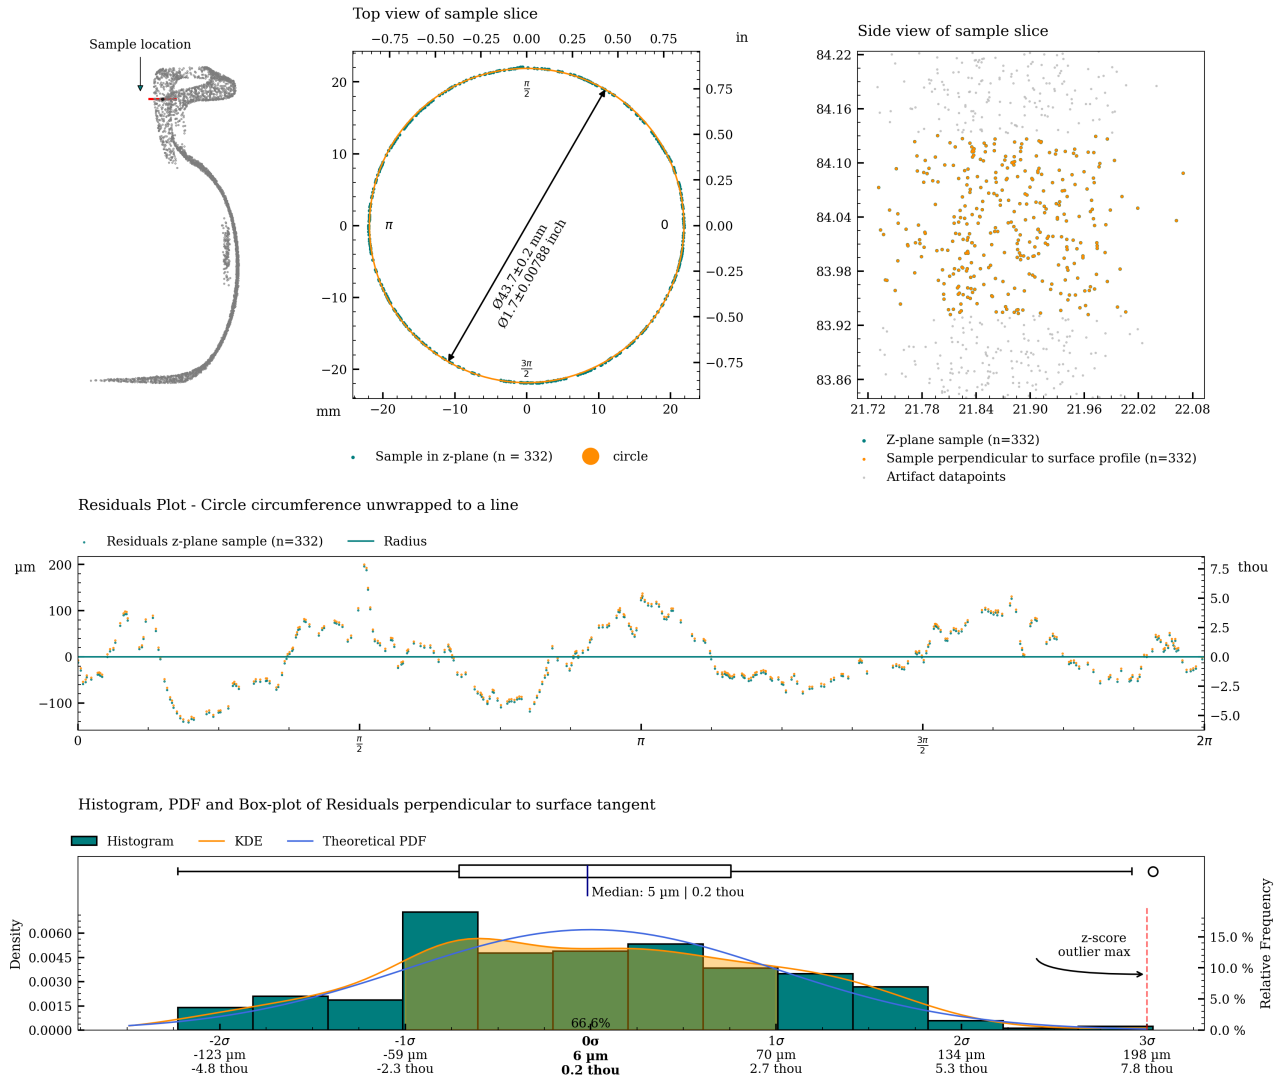 Top view of sample slice
Side view of sample slice
Sample location
−0.75 −0.50 −0.25 0.00 0.25 0.50 0.75 in
20 10 0 −10 −20
0.75 0.50 0.25 0.00 −0.25 −0.50 −0.75
π/2
π
0
3π/2
Ø43.7±0.2 mm
Ø1.7±0.00788 inch
mm −20 −10 0 10 20
84.22 84.16 84.10 84.04 83.98 83.92 83.86
21.72 21.78 21.84 21.90 21.96 22.02 22.08
Sample in z-plane (n = 332) circle
Z-plane sample (n=332)
Sample perpendicular to surface profile (n=332)
Artifact datapoints
Residuals Plot - Circle circumference unwrapped to a line
Residuals z-plane sample (n=332) Radius
µm 200 100 0 −100
7.5 thou 5.0 2.5 0.0 −2.5 −5.0
0 π/2 π 3π/2 2π
Histogram, PDF and Box-plot of Residuals perpendicular to surface tangent
Histogram KDE Theoretical PDF
Median: 5 µm | 0.2 thou
Density
0.0060 0.0045 0.0030 0.0015 0.0000
z-score
outlier max
15.0 % 10.0 % 5.0 % 0.0 %
Relative Frequency
66.6%
-2σ -1σ 0σ 1σ 2σ 3σ
-123 µm -59 µm 6 µm 70 µm 134 µm 198 µm
-4.8 thou -2.3 thou 0.2 thou 2.7 thou 5.3 thou 7.8 thou